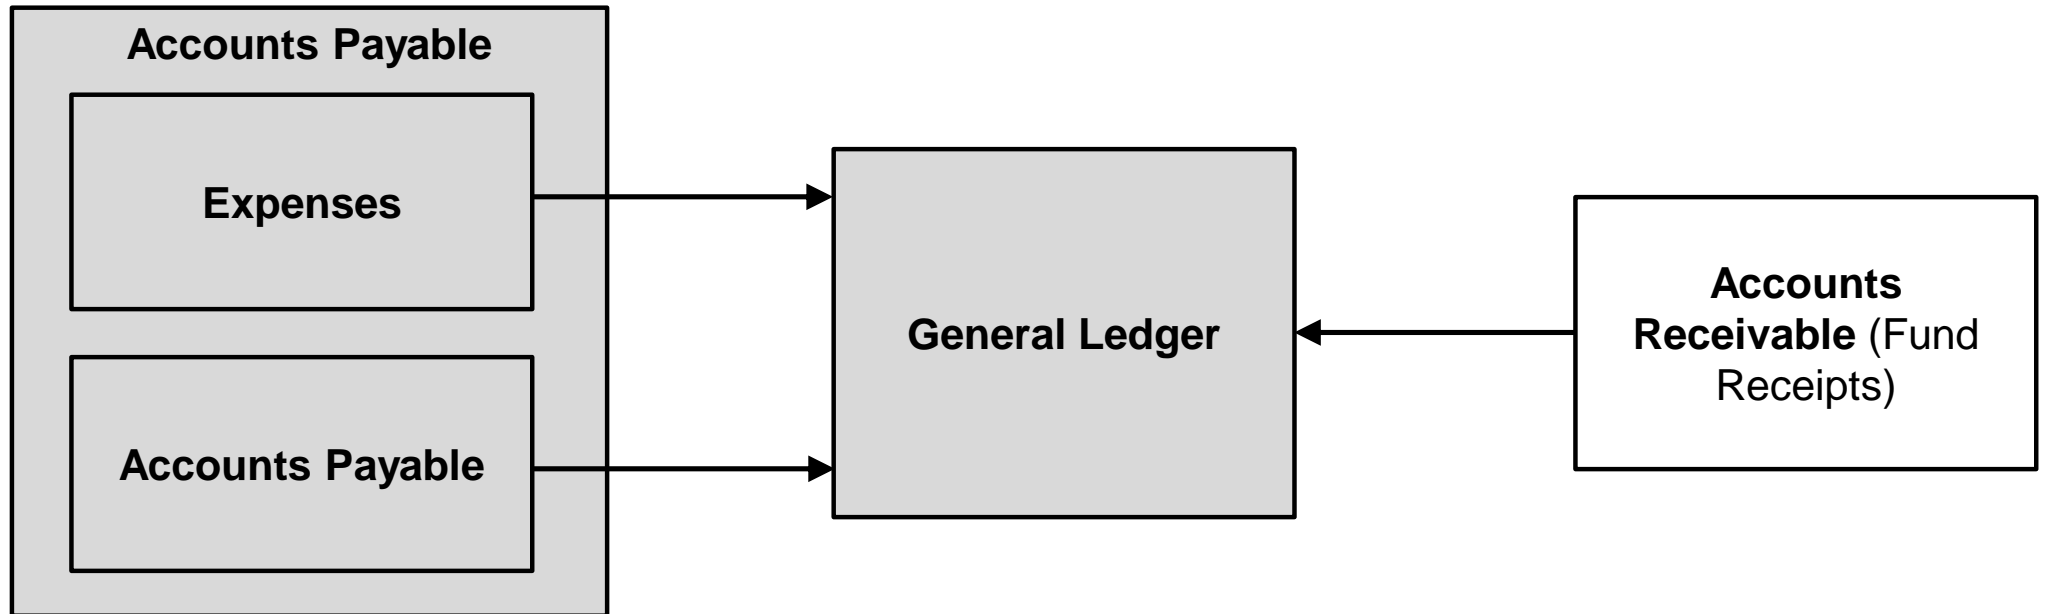 Accounts Payable
Expenses
Accounts Payable
General Ledger
Accounts
Receivable (Fund
Receipts)